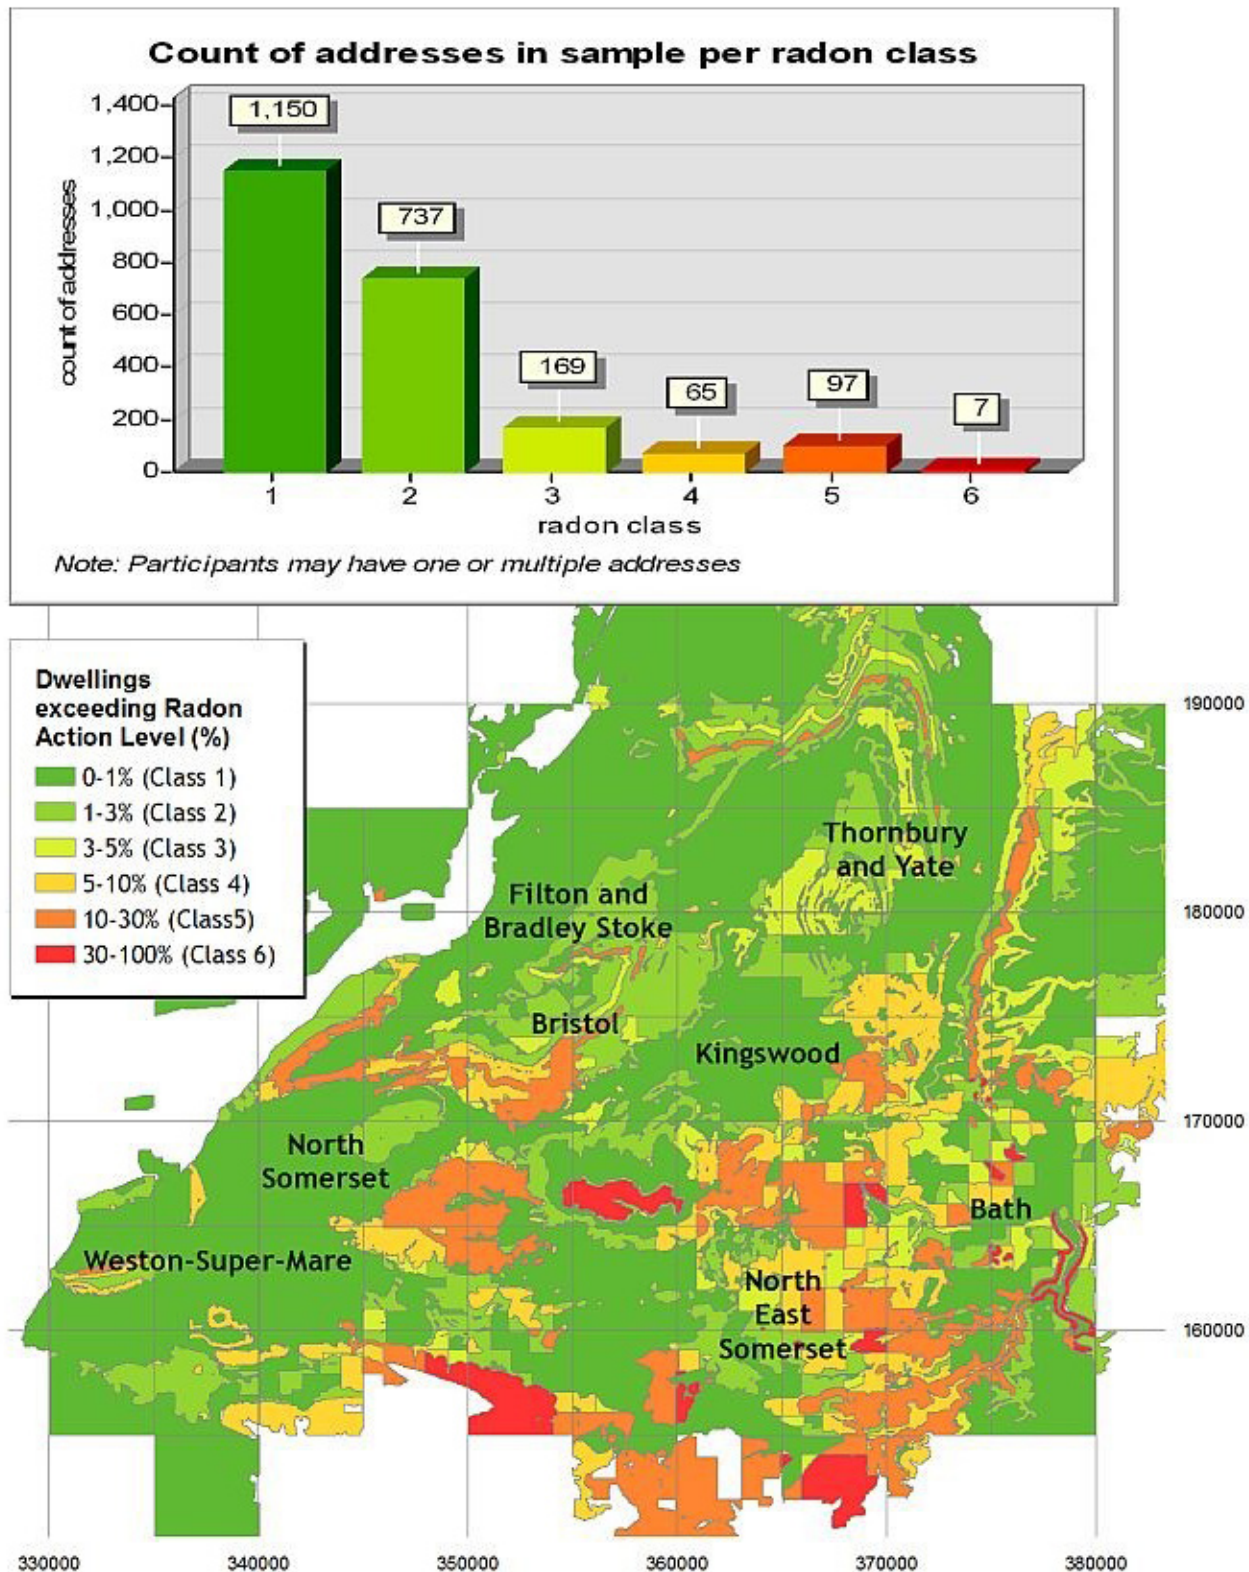 Count of addresses in sample per radon class
1,400
1,200
1,000
800
600
400
200
0
count of addresses
1,150
737
169
65
97
7
1 2 3 4 5 6
radon class
Note: Participants may have one or multiple addresses
Dwellings
exceeding Radon
Action Level (%)
0-1% (Class 1)
1-3% (Class 2)
3-5% (Class 3)
5-10% (Class 4)
10-30% (Class5)
30-100% (Class 6)
190000
Thornbury
and Yate
Filton and
Bradley Stoke
180000
Bristol
Kingswood
170000
North
Somerset
Bath
Weston-Super-Mare
North
East
Somerset
160000
330000 340000 350000 360000 370000 380000